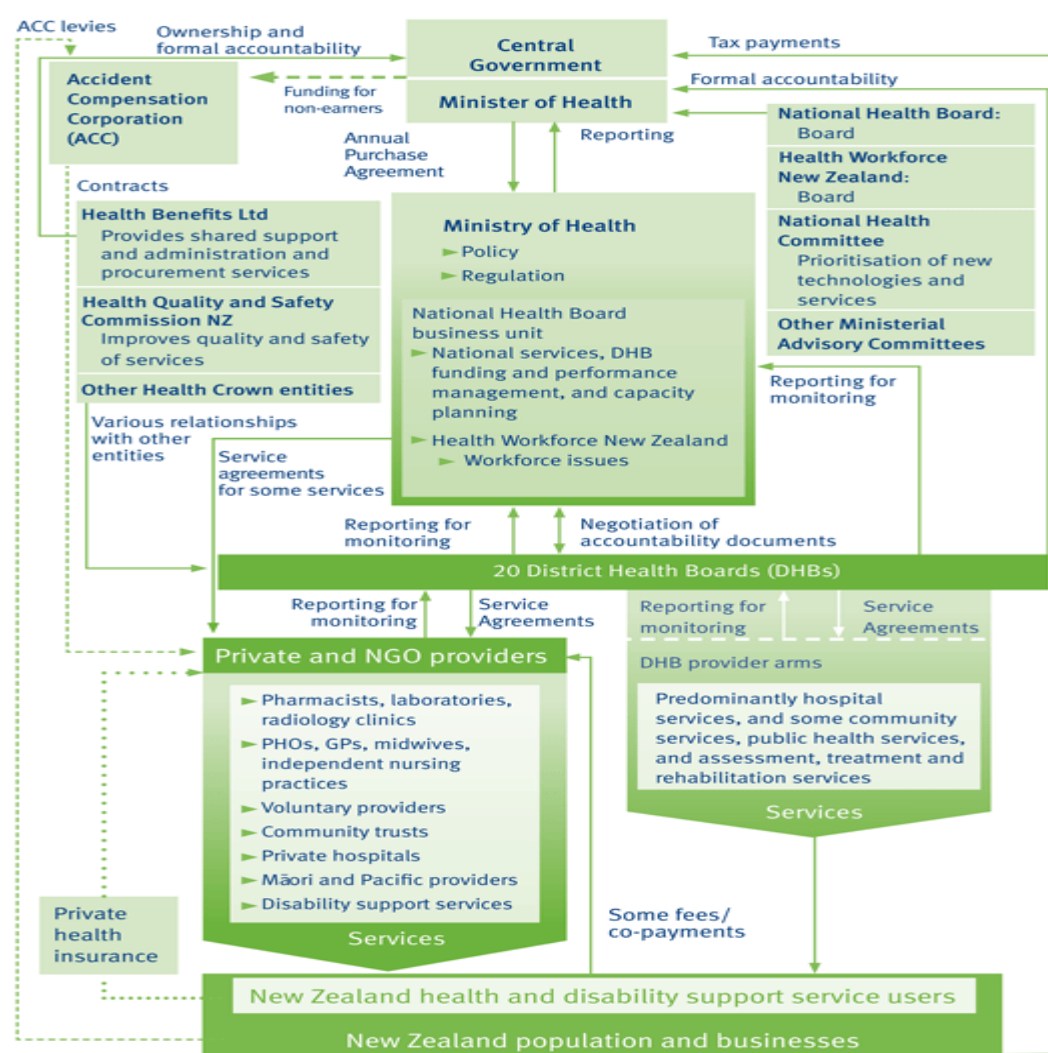 ACC levies
Ownership and
formal accountability
Central
Government
Tax payments
Accident
Compensation
Corporation
(ACC)
Funding for
non-earners
Minister of Health
Formal accountability
Annual
Purchase
Agreement
Reporting
National Health Board:
Board
Health Workforce
New Zealand:
Board
National Health
Committee
Prioritisation of new
technologies and
services
Other Ministerial
Advisory Committees
Contracts
Health Benefits Ltd
Provides shared support
and administration and
procurement services
Health Quality and Safety
Commission NZ
Improves quality and safety
of services
Other Health Crown entities
Ministry of Health
► Policy
► Regulation
National Health Board
business unit
► National services, DHB
funding and performance
management, and capacity
planning
► Health Workforce New Zealand
► Workforce issues
Reporting for
monitoring
Various relationships
with other
entities
Service
agreements
for some services
Reporting for
monitoring
Negotiation of
accountability documents
20 District Health Boards (DHBs)
Reporting for
monitoring
Service
Agreements
Reporting for
monitoring
Service
Agreements
Private and NGO providers
► Pharmacists, laboratories,
radiology clinics
► PHOs, GPs, midwives,
independent nursing
practices
► Voluntary providers
► Community trusts
► Private hospitals
► Māori and Pacific providers
► Disability support services
Services
DHB provider arms
Predominantly hospital
services, and some community
services, public health services,
and assessment, treatment and
rehabilitation services
Services
Private
health
insurance
Some fees/
co-payments
New Zealand health and disability support service users
New Zealand population and businesses